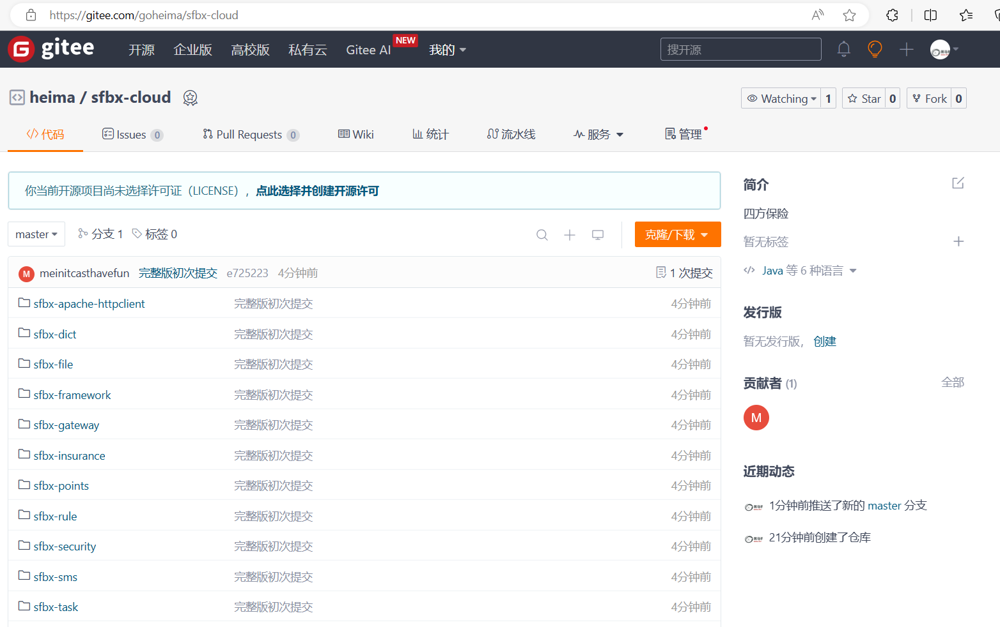 https://gitee.com/goheima/sfbx-cloud
gitee 开源 企业版 高校版 私有云 Gitee AI NEW 我的 搜开源
heima / sfbx-cloud Watching 1 Star 0 Fork 0
代码 Issues 0 Pull Requests 0 Wiki 统计 流水线 服务 管理
你当前开源项目尚未选择许可证（LICENSE），点此选择并创建开源许可
master 分支 1 标签 0 克隆/下载
M meinitcasthavefun 完整版初次提交 e725223 4分钟前 1 次提交
sfbx-apache-httpclient 完整版初次提交 4分钟前
sfbx-dict 完整版初次提交 4分钟前
sfbx-file 完整版初次提交 4分钟前
sfbx-framework 完整版初次提交 4分钟前
sfbx-gateway 完整版初次提交 4分钟前
sfbx-insurance 完整版初次提交 4分钟前
sfbx-points 完整版初次提交 4分钟前
sfbx-rule 完整版初次提交 4分钟前
sfbx-security 完整版初次提交 4分钟前
sfbx-sms 完整版初次提交 4分钟前
sfbx-task 完整版初次提交 4分钟前
简介
四方保险
暂无标签
Java 等 6 种语言
发行版
暂无发行版， 创建
贡献者 (1) 全部
M
近期动态
1分钟前推送了新的 master 分支
21分钟前创建了仓库